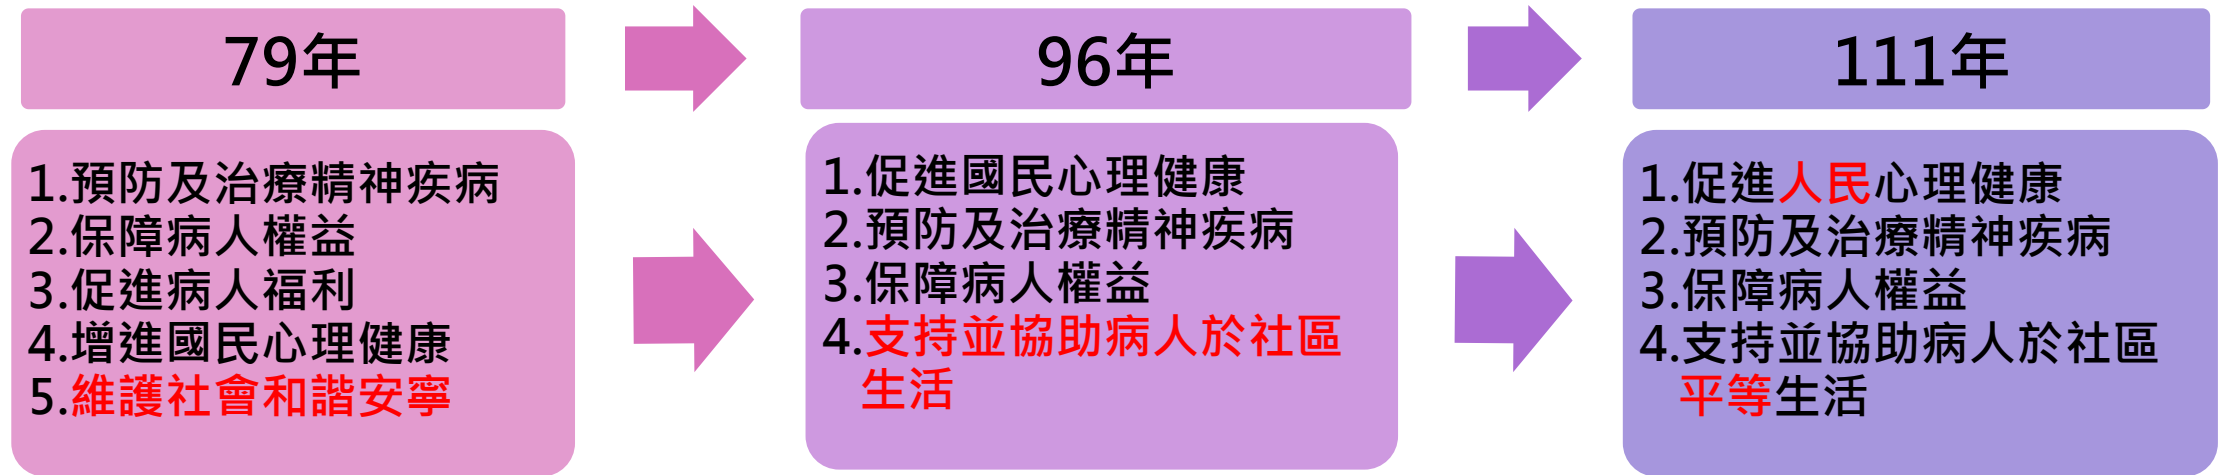 79年
96年
111年
1.預防及治療精神疾病
2.保障病人權益
3.促進病人福利
4.增進國民心理健康
5.維護社會和諧安寧
1.促進國民心理健康
2.預防及治療精神疾病
3.保障病人權益
4.支持並協助病人於社區
生活
1.促進人民心理健康
2.預防及治療精神疾病
3.保障病人權益
4.支持並協助病人於社區
平等生活